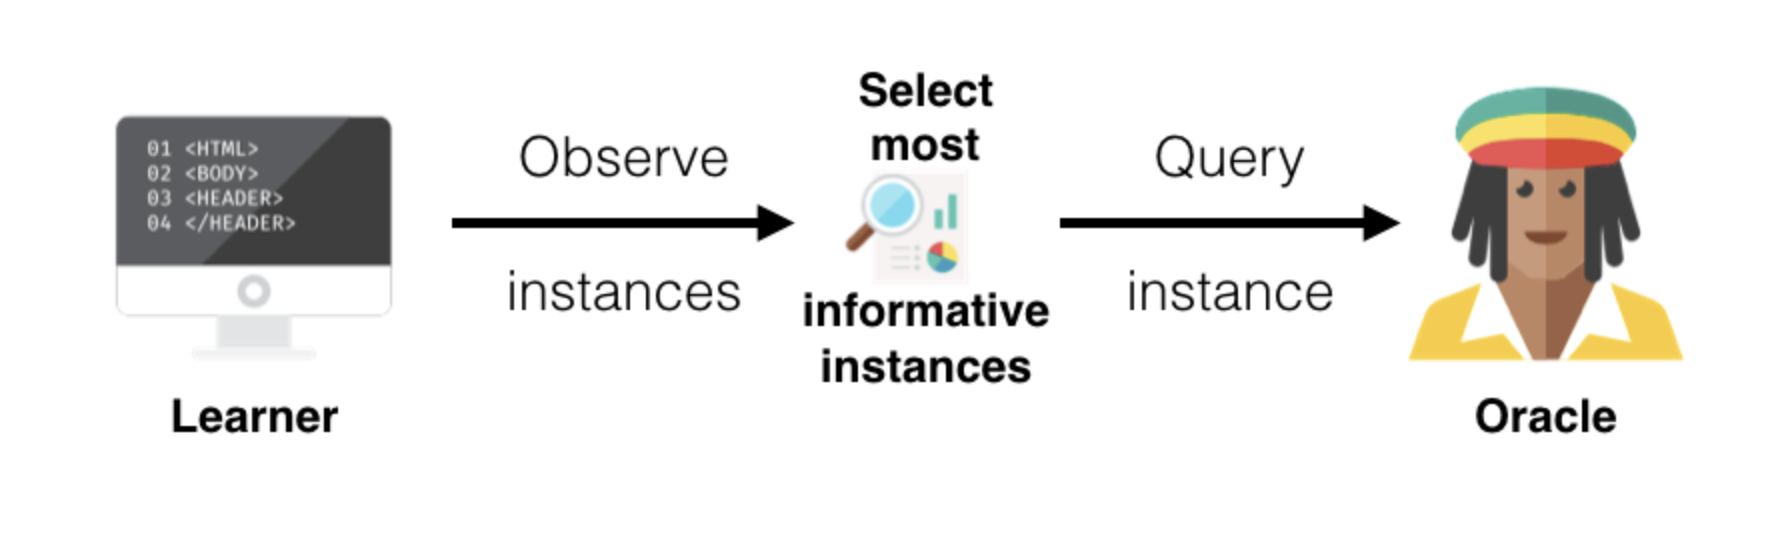 01 <HTML>
02 <BODY>
03 <HEADER>
04 </HEADER>
Learner
Observe
instances
Select
most
informative
instances
Query
instance
Oracle